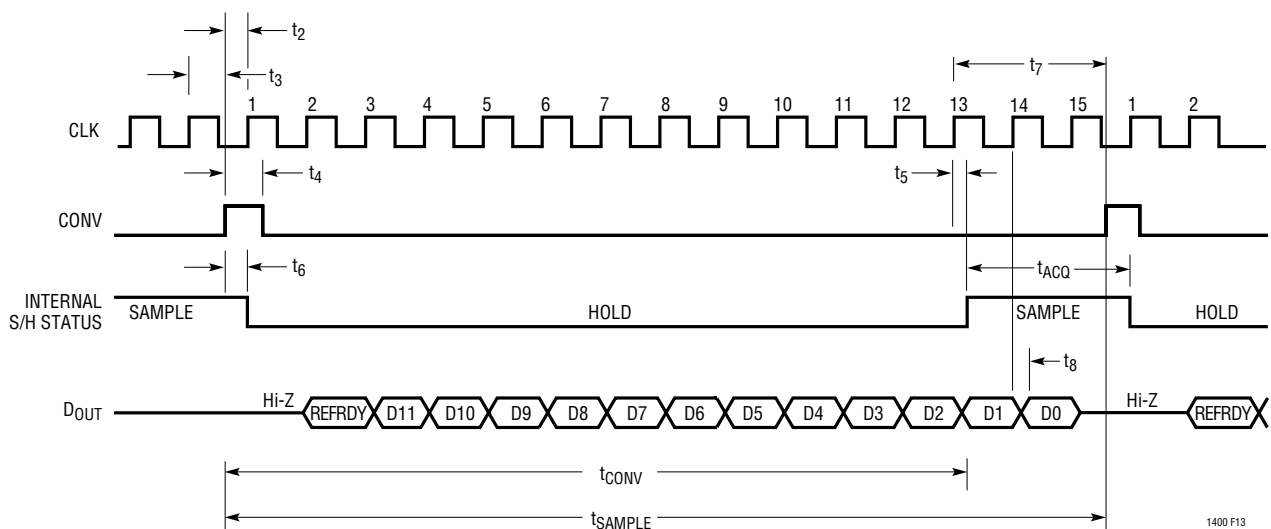 t2
t3
t7
1 2 3 4 5 6 7 8 9 10 11 12 13 14 15 1 2
CLK
t4
t5
CONV
t6
tACQ
INTERNAL
S/H STATUS
SAMPLE HOLD SAMPLE HOLD
t8
Hi-Z Hi-Z
DOUT REFRDY D11 D10 D9 D8 D7 D6 D5 D4 D3 D2 D1 D0 REFRDY
tCONV
tSAMPLE
1400 F13